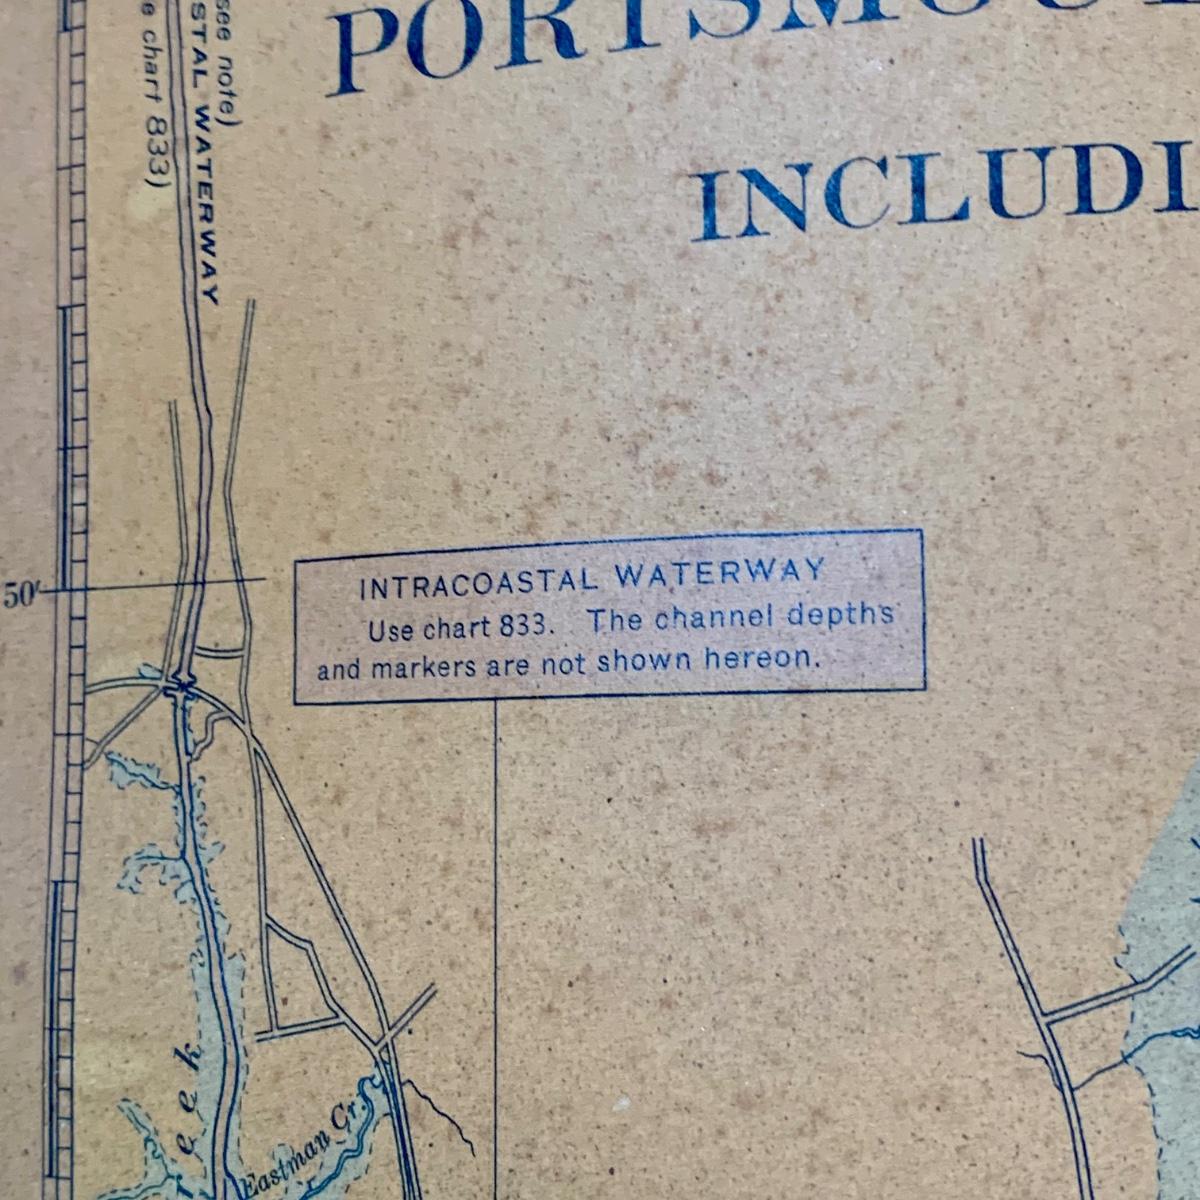 PORTSMOU
INCLUDI
see note)
STAL WATERWAY
e chart 833)
50'
INTRACOASTAL WATERWAY
Use chart 833. The channel depths
and markers are not shown hereon.
eek
Eastman Cr.